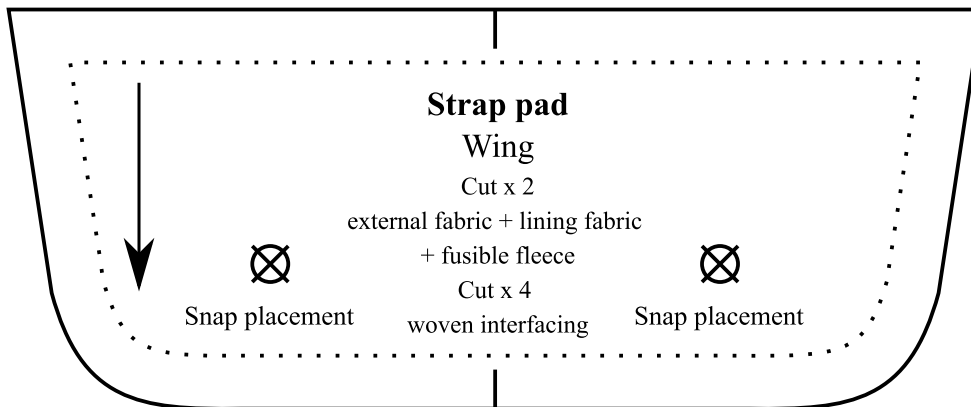 Strap pad
Wing
Cut x 2
external fabric + lining fabric
+ fusible fleece
Cut x 4
woven interfacing
Snap placement
Snap placement